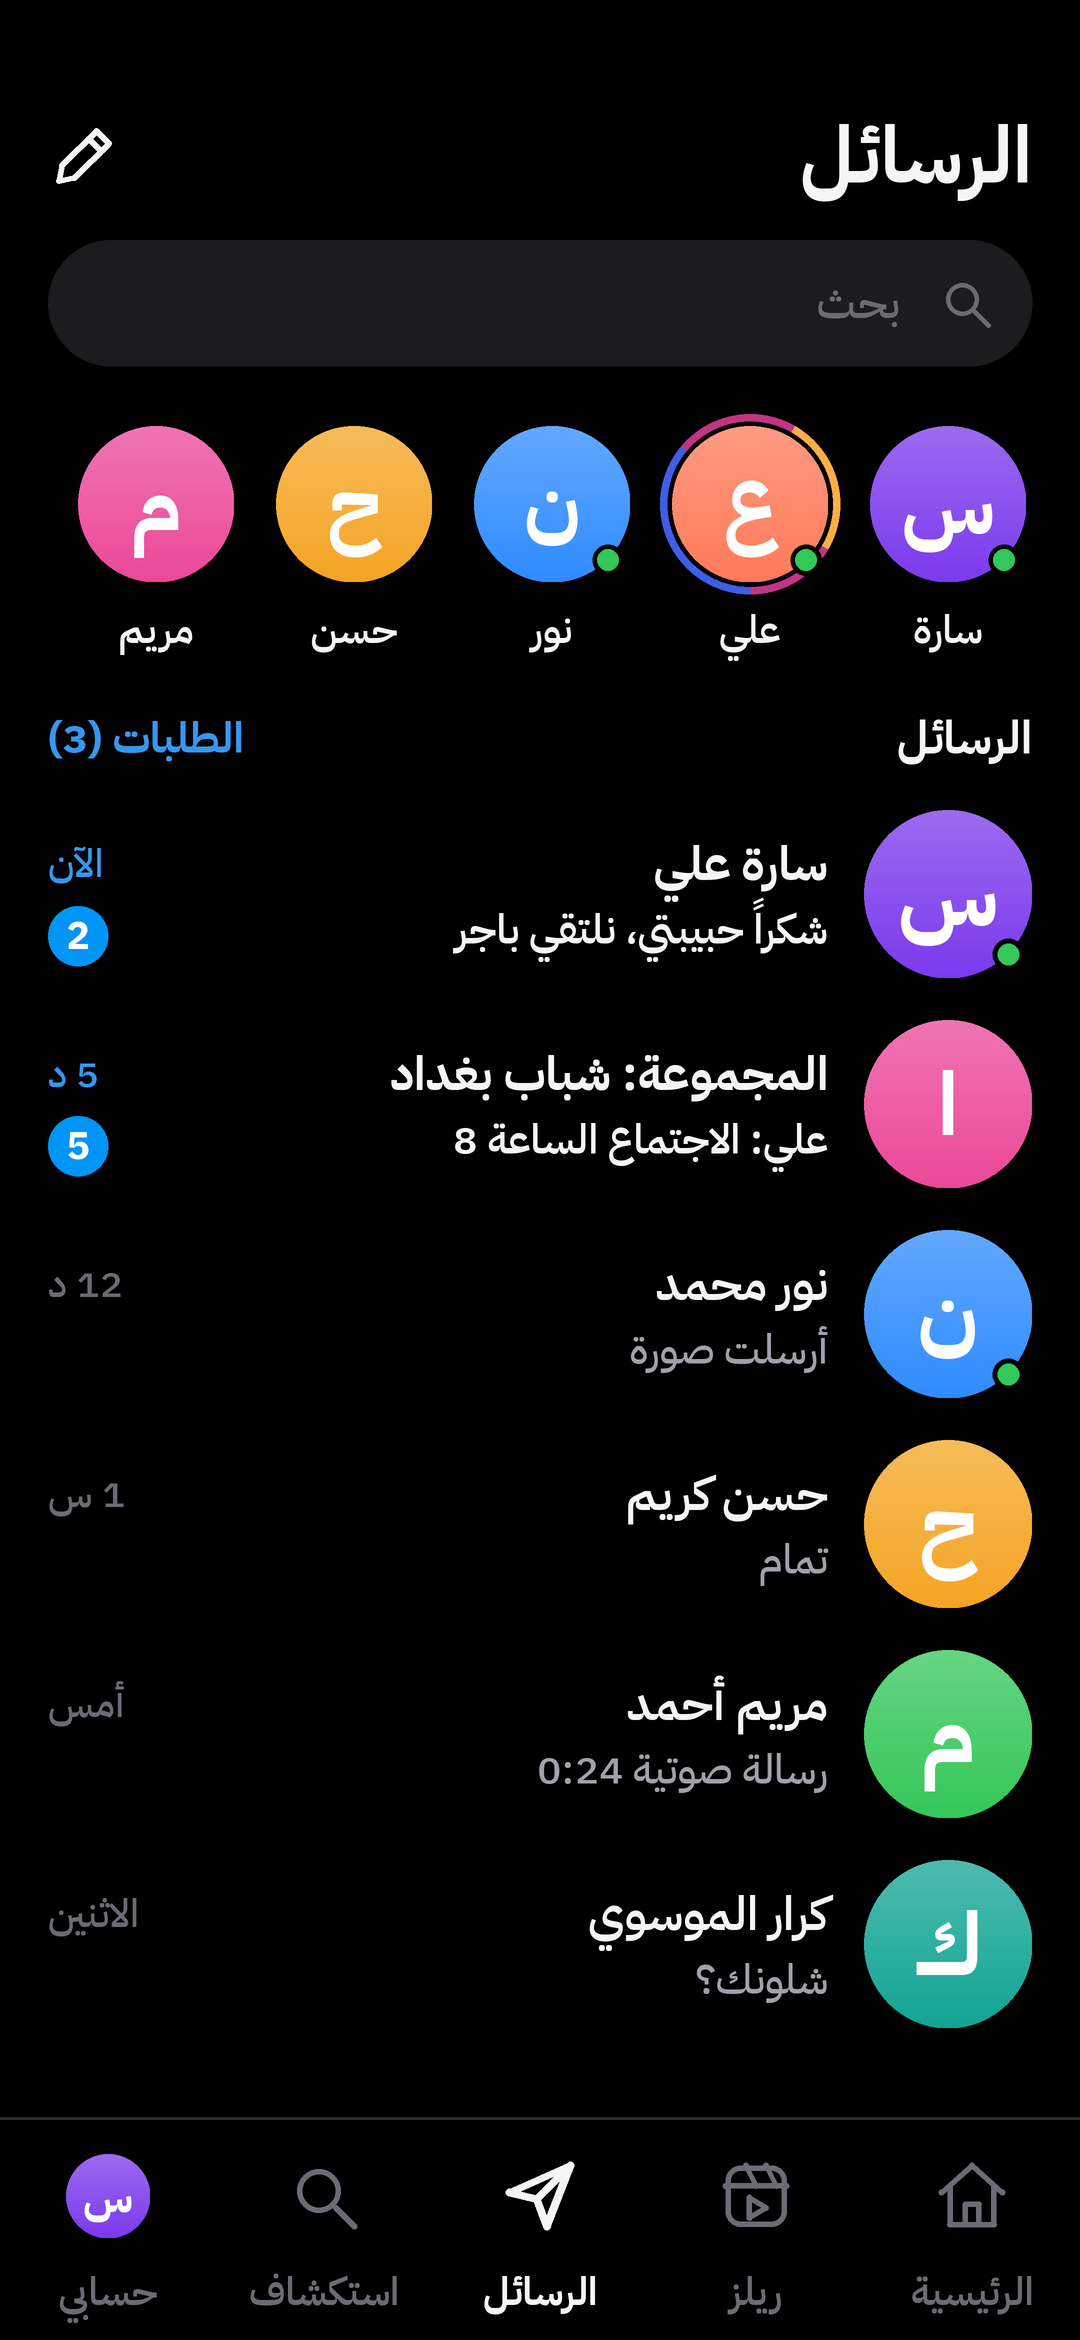 الرسائل
بحث
س
ع
ن
ح
م
سارة
علي
نور
حسن
مريم
الرسائل
الطلبات (3)
س
سارة علي
الآن
شكراً حبيبتي، نلتقي باجر
2
ا
المجموعة: شباب بغداد
5 د
علي: الاجتماع الساعة 8
5
ن
نور محمد
12 د
أرسلت صورة
ح
حسن كريم
1 س
تمام
م
مريم أحمد
أمس
رسالة صوتية 0:24
ك
كرار الموسوي
الاثنين
شلونك؟
س
الرئيسية
ريلز
الرسائل
استكشاف
حسابي